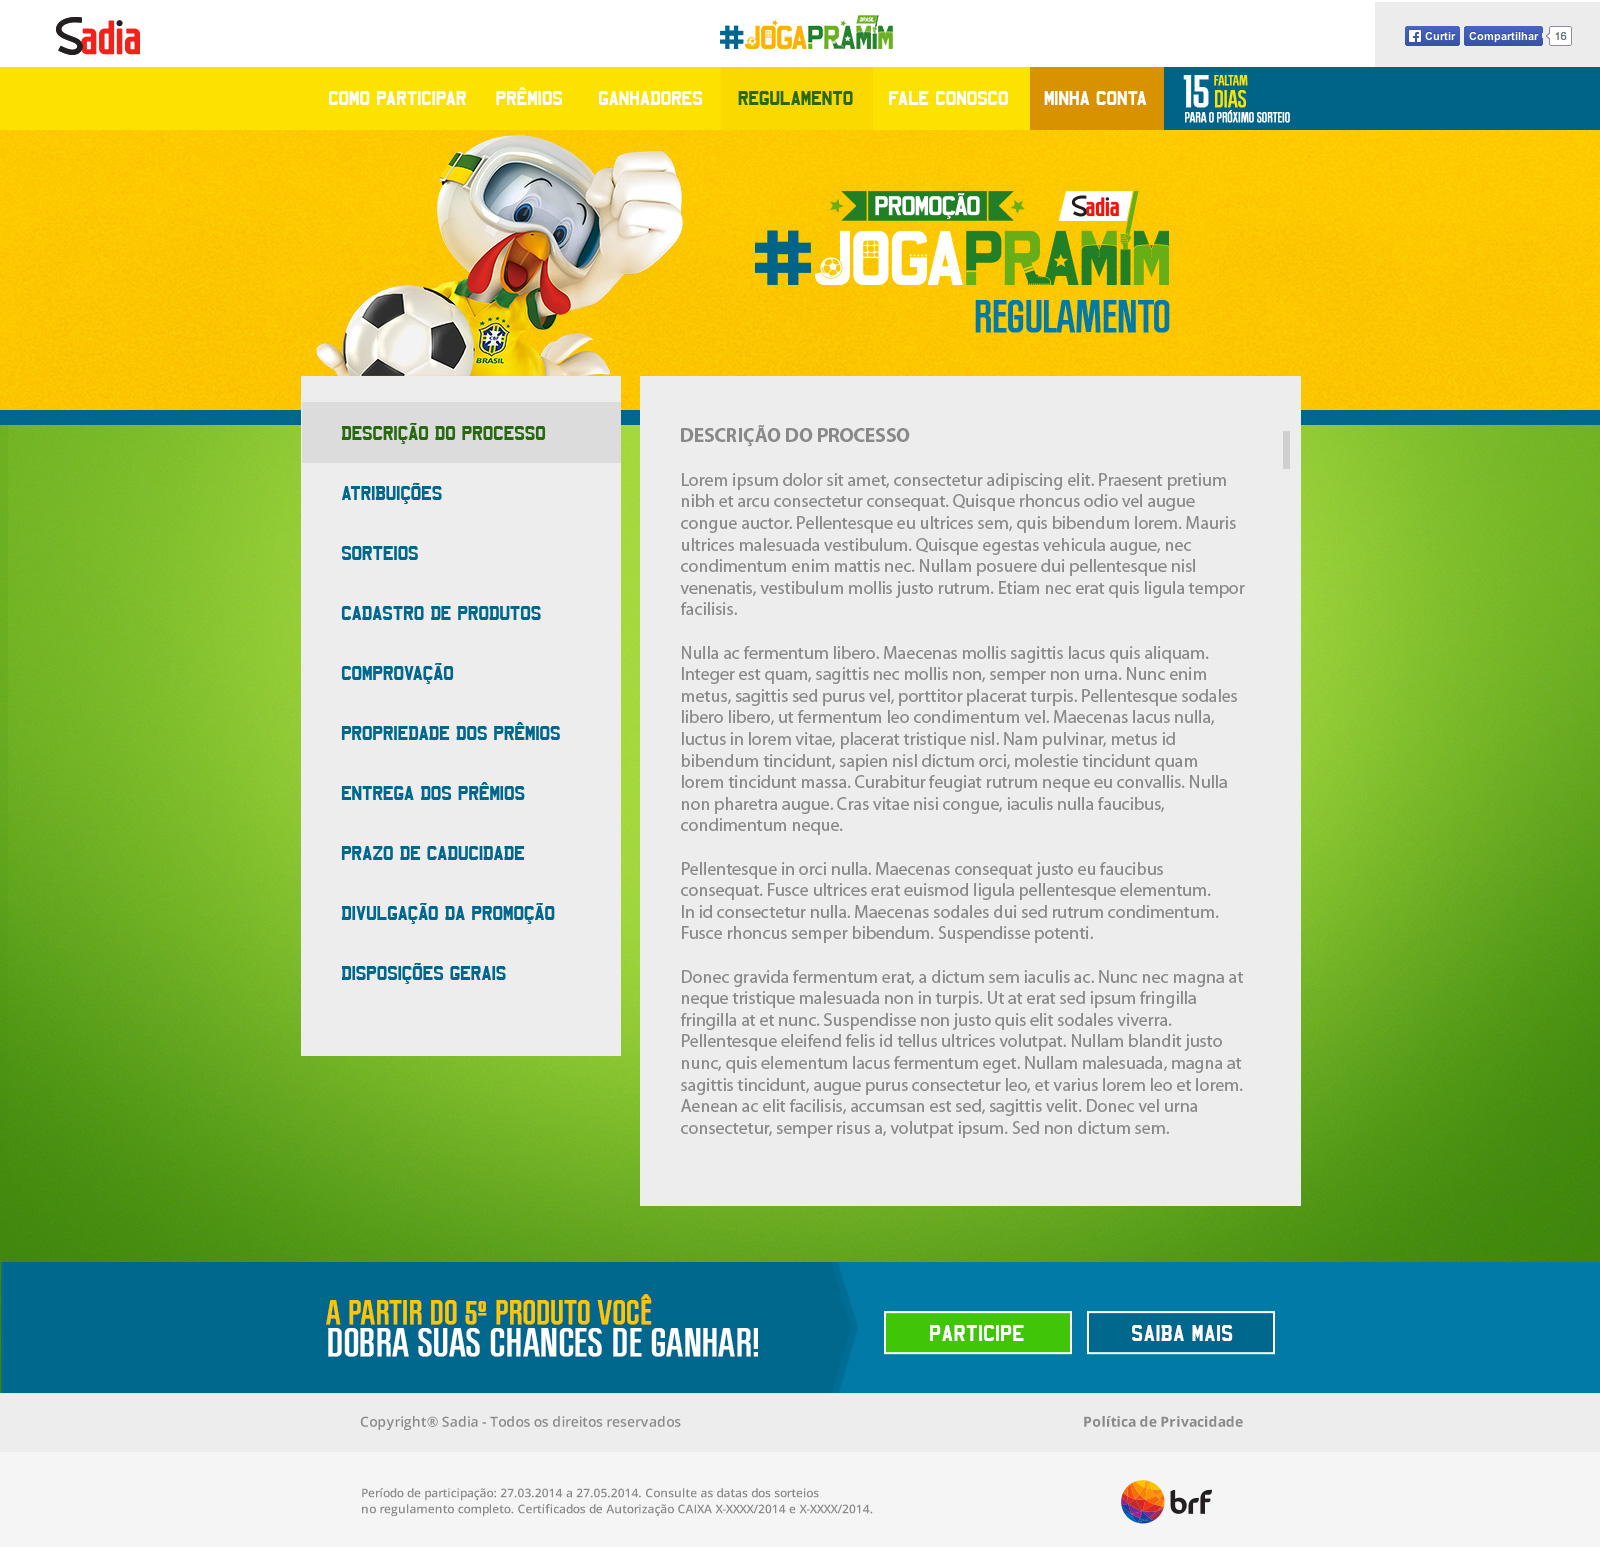 Sadia
BRASIL
#JOGAPRAMIM
Curtir
Compartilhar
16
COMO PARTICIPAR
PRÊMIOS
GANHADORES
REGULAMENTO
FALE CONOSCO
MINHA CONTA
15 FALTAM DIAS
PARA O PRÓXIMO SORTEIO
PROMOÇÃO
Sadia
#JOGAPRAMIM
REGULAMENTO
CBF
BRASIL
DESCRIÇÃO DO PROCESSO
ATRIBUIÇÕES
SORTEIOS
CADASTRO DE PRODUTOS
COMPROVAÇÃO
PROPRIEDADE DOS PRÊMIOS
ENTREGA DOS PRÊMIOS
PRAZO DE CADUCIDADE
DIVULGAÇÃO DA PROMOÇÃO
DISPOSIÇÕES GERAIS
DESCRIÇÃO DO PROCESSO
Lorem ipsum dolor sit amet, consectetur adipiscing elit. Praesent pretium
nibh et arcu consectetur consequat. Quisque rhoncus odio vel augue
congue auctor. Pellentesque eu ultrices sem, quis bibendum lorem. Mauris
ultrices malesuada vestibulum. Quisque egestas vehicula augue, nec
condimentum enim mattis nec. Nullam posuere dui pellentesque nisl
venenatis, vestibulum mollis justo rutrum. Etiam nec erat quis ligula tempor
facilisis.
Nulla ac fermentum libero. Maecenas mollis sagittis lacus quis aliquam.
Integer est quam, sagittis nec mollis non, semper non urna. Nunc enim
metus, sagittis sed purus vel, porttitor placerat turpis. Pellentesque sodales
libero libero, ut fermentum leo condimentum vel. Maecenas lacus nulla,
luctus in lorem vitae, placerat tristique nisl. Nam pulvinar, metus id
bibendum tincidunt, sapien nisl dictum orci, molestie tincidunt quam
lorem tincidunt massa. Curabitur feugiat rutrum neque eu convallis. Nulla
non pharetra augue. Cras vitae nisi congue, iaculis nulla faucibus,
condimentum neque.
Pellentesque in orci nulla. Maecenas consequat justo eu faucibus
consequat. Fusce ultrices erat euismod ligula pellentesque elementum.
In id consectetur nulla. Maecenas sodales dui sed rutrum condimentum.
Fusce rhoncus semper bibendum. Suspendisse potenti.
Donec gravida fermentum erat, a dictum sem iaculis ac. Nunc nec magna at
neque tristique malesuada non in turpis. Ut at erat sed ipsum fringilla
fringilla at et nunc. Suspendisse non justo quis elit sodales viverra.
Pellentesque eleifend felis id tellus ultrices volutpat. Nullam blandit justo
nunc, quis elementum lacus fermentum eget. Nullam malesuada, magna at
sagittis tincidunt, augue purus consectetur leo, et varius lorem leo et lorem.
Aenean ac elit facilisis, accumsan est sed, sagittis velit. Donec vel urna
consectetur, semper risus a, volutpat ipsum. Sed non dictum sem.
A PARTIR DO 5º PRODUTO VOCÊ
DOBRA SUAS CHANCES DE GANHAR!
PARTICIPE
SAIBA MAIS
Copyright® Sadia - Todos os direitos reservados
Política de Privacidade
Período de participação: 27.03.2014 a 27.05.2014. Consulte as datas dos sorteios
no regulamento completo. Certificados de Autorização CAIXA X-XXXX/2014 e X-XXXX/2014.
brf